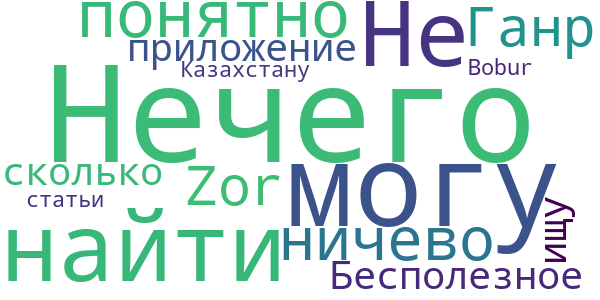 понятно
Не
Ганр
приложение
Казахстану
Bobur
Нечего
сколько
Zor
могу
статьи
ищу
найти
ничево
Бесполезное